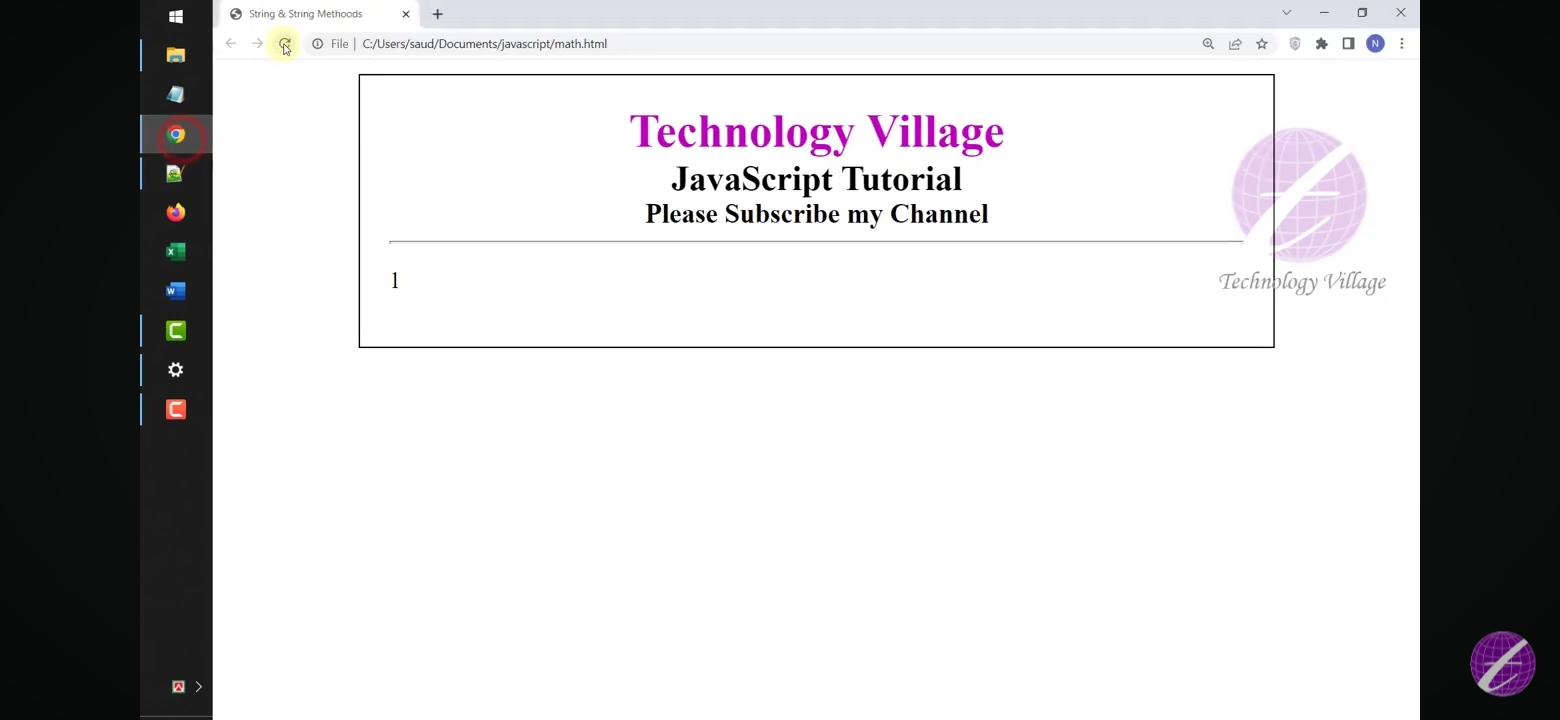 String & String Methoods
File
C:/Users/saud/Documents/javascript/math.html
N
Technology Village
JavaScript Tutorial
Please Subscribe my Channel
1
Technology Village